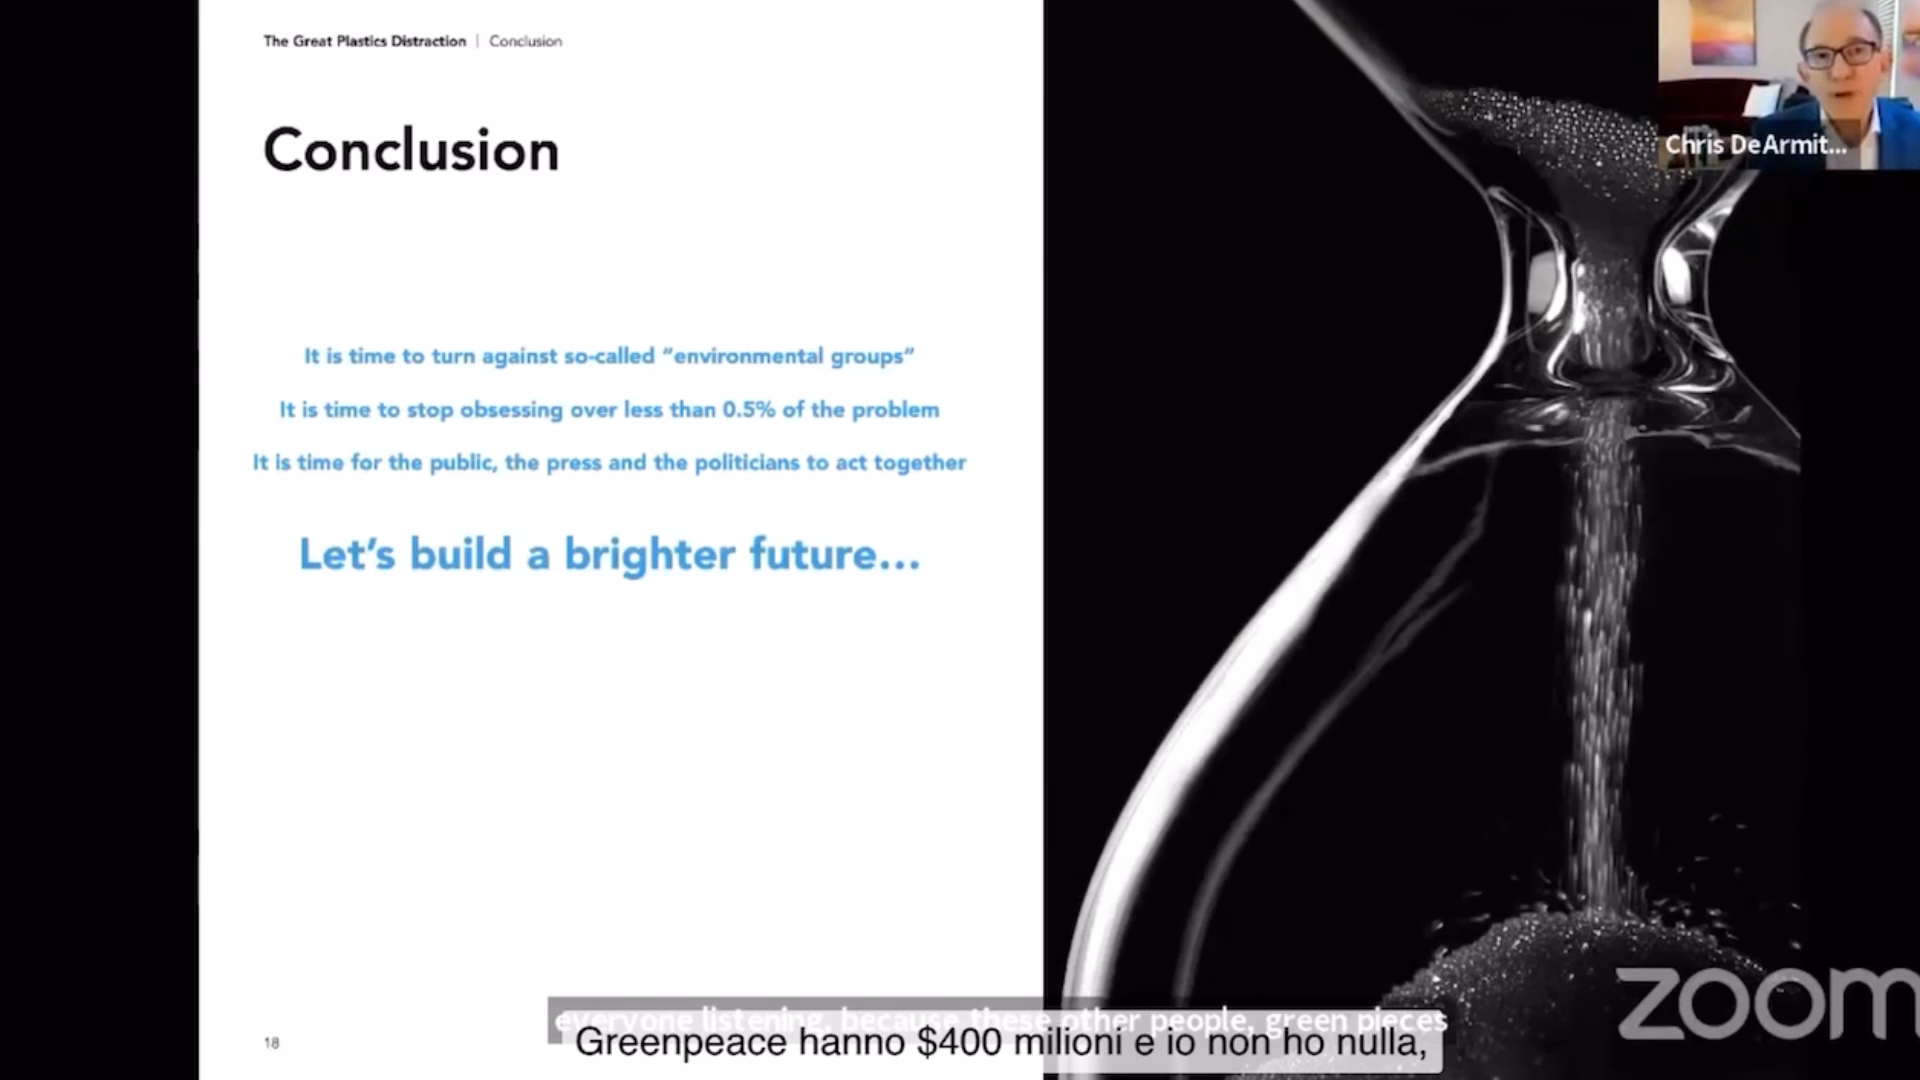 The Great Plastics Distraction | Conclusion
Conclusion
It is time to turn against so-called “environmental groups”
It is time to stop obsessing over less than 0.5% of the problem
It is time for the public, the press and the politicians to act together
Let’s build a brighter future...
18
Chris DeArmit...
everyone listening, because these other people, green pieces
Greenpeace hanno $400 milioni e io non ho nulla,
zoom